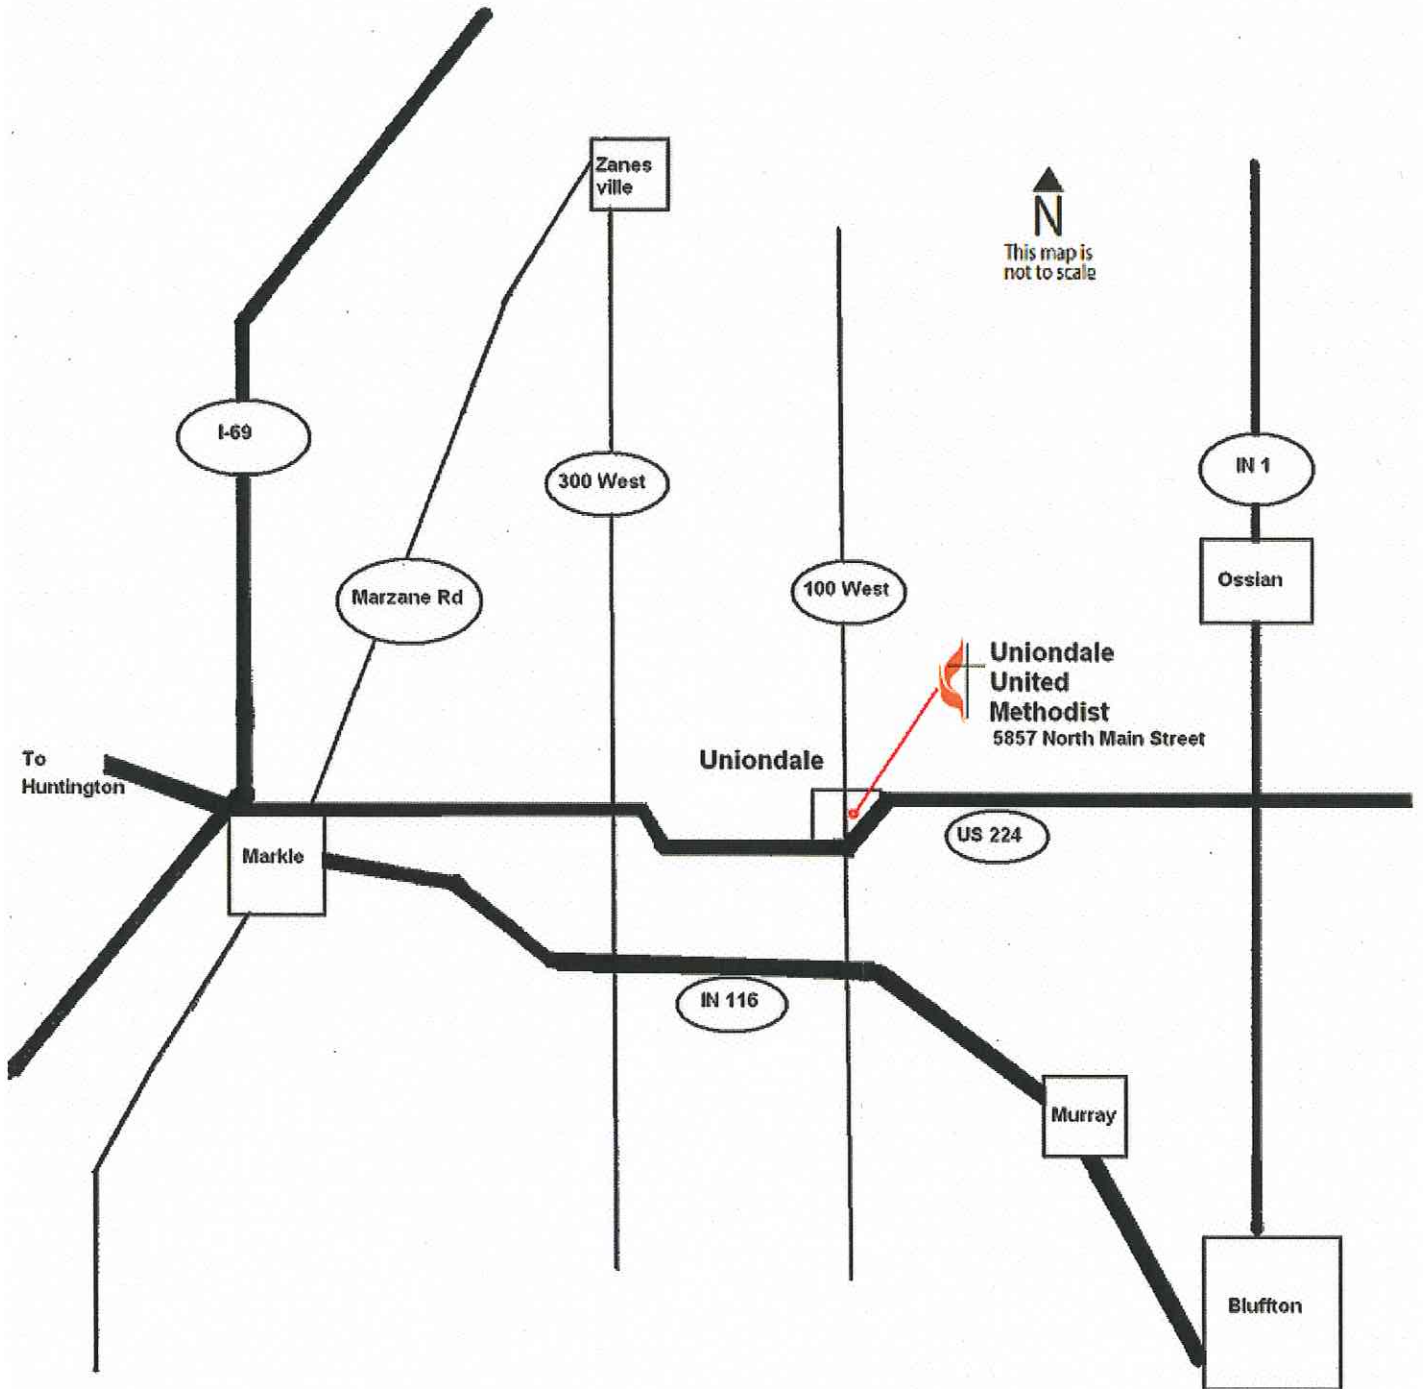 Zanes
ville
N
This map is
not to scale
I-69
IN 1
300 West
Ossian
100 West
Marzane Rd
Uniondale
United
Methodist
5857 North Main Street
To
Huntington
Uniondale
US 224
Markle
IN 116
Murray
Bluffton